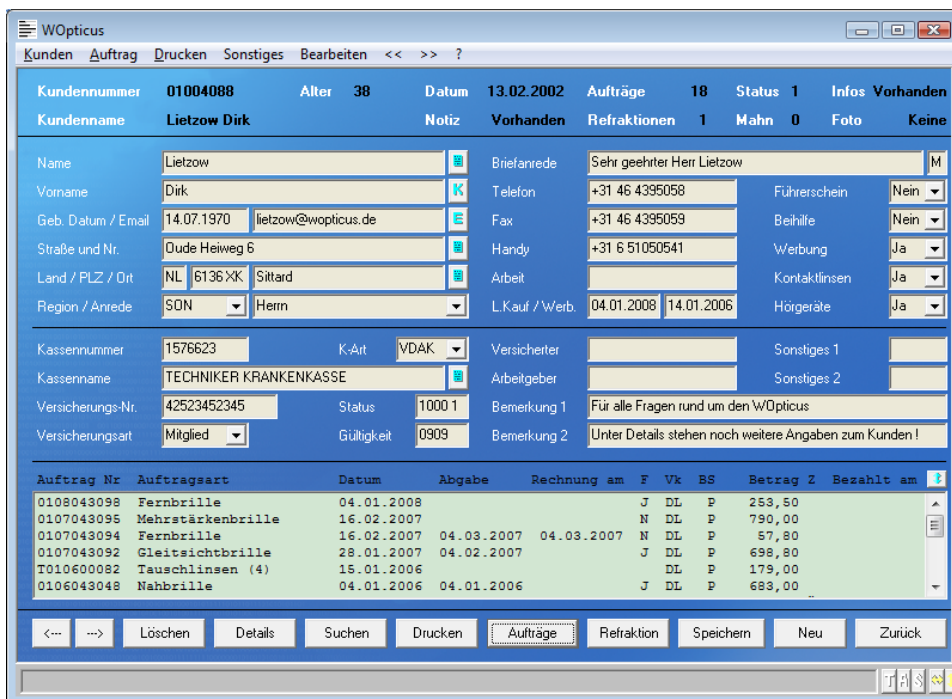 WOpticus
Kunden Auftrag Drucken Sonstiges Bearbeiten << >> ?
Kundennummer 01004088 Alter 38 Datum 13.02.2002 Aufträge 18 Status 1 Infos Vorhanden
Kundenname Lietzow Dirk Notiz Vorhanden Refraktionen 1 Mahn 0 Foto Keine
Name Lietzow Briefanrede Sehr geehrter Herr Lietzow M
Vorname Dirk K Telefon +31 46 4395058 Führerschein Nein
Geb. Datum / Email 14.07.1970 lietzow@wopticus.de E Fax +31 46 4395059 Beihilfe Nein
Straße und Nr. Oude Heiweg 6 Handy +31 6 51050541 Werbung Ja
Land / PLZ / Ort NL 6136 XK Sittard Arbeit Kontaktlinsen Ja
Region / Anrede SON Herrn L.Kauf / Werb. 04.01.2008 14.01.2006 Hörgeräte Ja
Kassennummer 1576623 K-Art VDAK Versicherter Sonstiges 1
Kassenname TECHNIKER KRANKENKASSE Arbeitgeber Sonstiges 2
Versicherungs-Nr. 42523452345 Status 1000 1 Bemerkung 1 Für alle Fragen rund um den WOpticus
Versicherungsart Mitglied Gültigkeit 0909 Bemerkung 2 Unter Details stehen noch weitere Angaben zum Kunden !
Auftrag Nr Auftragsart Datum Abgabe Rechnung am F Vk BS Betrag Z Bezahlt am
0108043098 Fernbrille 04.01.2008 J DL P 253,50
0107043095 Mehrstärkenbrille 16.02.2007 N DL P 790,00
0107043094 Fernbrille 16.02.2007 04.03.2007 04.03.2007 N DL P 57,80
0107043092 Gleitsichtbrille 28.01.2007 04.02.2007 J DL P 698,80
T010600082 Tauschlinsen (4) 15.01.2006 DL P 179,00
0106043048 Nahbrille 04.01.2006 04.01.2006 J DL P 683,00
<--- ---> Löschen Details Suchen Drucken Aufträge Refraktion Speichern Neu Zurück
T A S